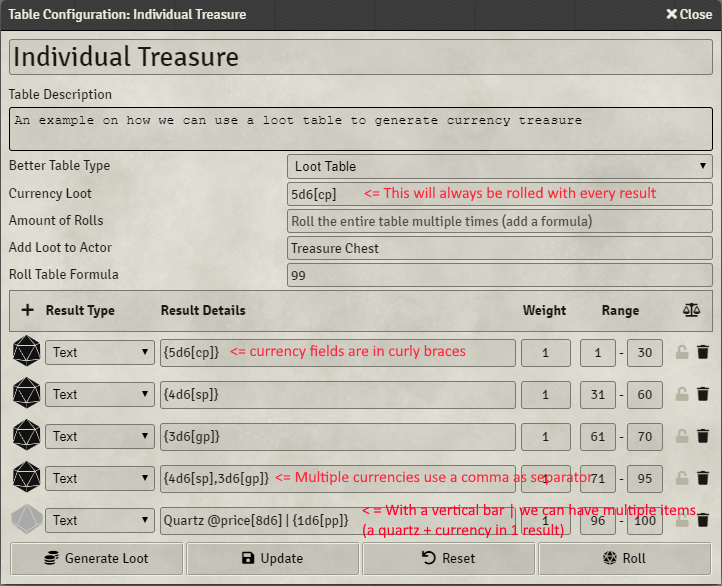 Table Configuration: Individual Treasure
Close
Individual Treasure
Table Description
An example on how we can use a loot table to generate currency treasure
Better Table Type Loot Table
Currency Loot 5d6[cp] <= This will always be rolled with every result
Amount of Rolls Roll the entire table multiple times (add a formula)
Add Loot to Actor Treasure Chest
Roll Table Formula 99
+ Result Type Result Details Weight Range
Text {5d6[cp]} <= currency fields are in curly braces 1 1 - 30
Text {4d6[sp]} 1 31 - 60
Text {3d6[gp]} 1 61 - 70
Text {4d6[sp],3d6[gp]} <= Multiple currencies use a comma as separator 1 71 - 95
Text Quartz @price[8d6] | {1d6[pp]} < = With a vertical bar | we can have multiple items 1 96 - 100
(a quartz + currency in 1 result)
Generate Loot Update Reset Roll